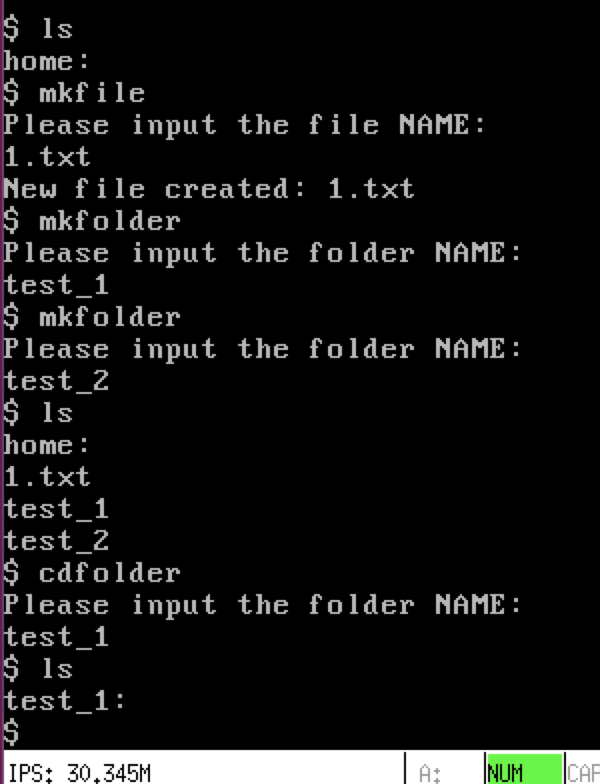 $ ls
home:
$ mkfile
Please input the file NAME:
1.txt
New file created: 1.txt
$ mkfolder
Please input the folder NAME:
test_1
$ mkfolder
Please input the folder NAME:
test_2
$ ls
home:
1.txt
test_1
test_2
$ cdfolder
Please input the folder NAME:
test_1
$ ls
test_1:
$
IPS: 30.345M A: NUM CAP